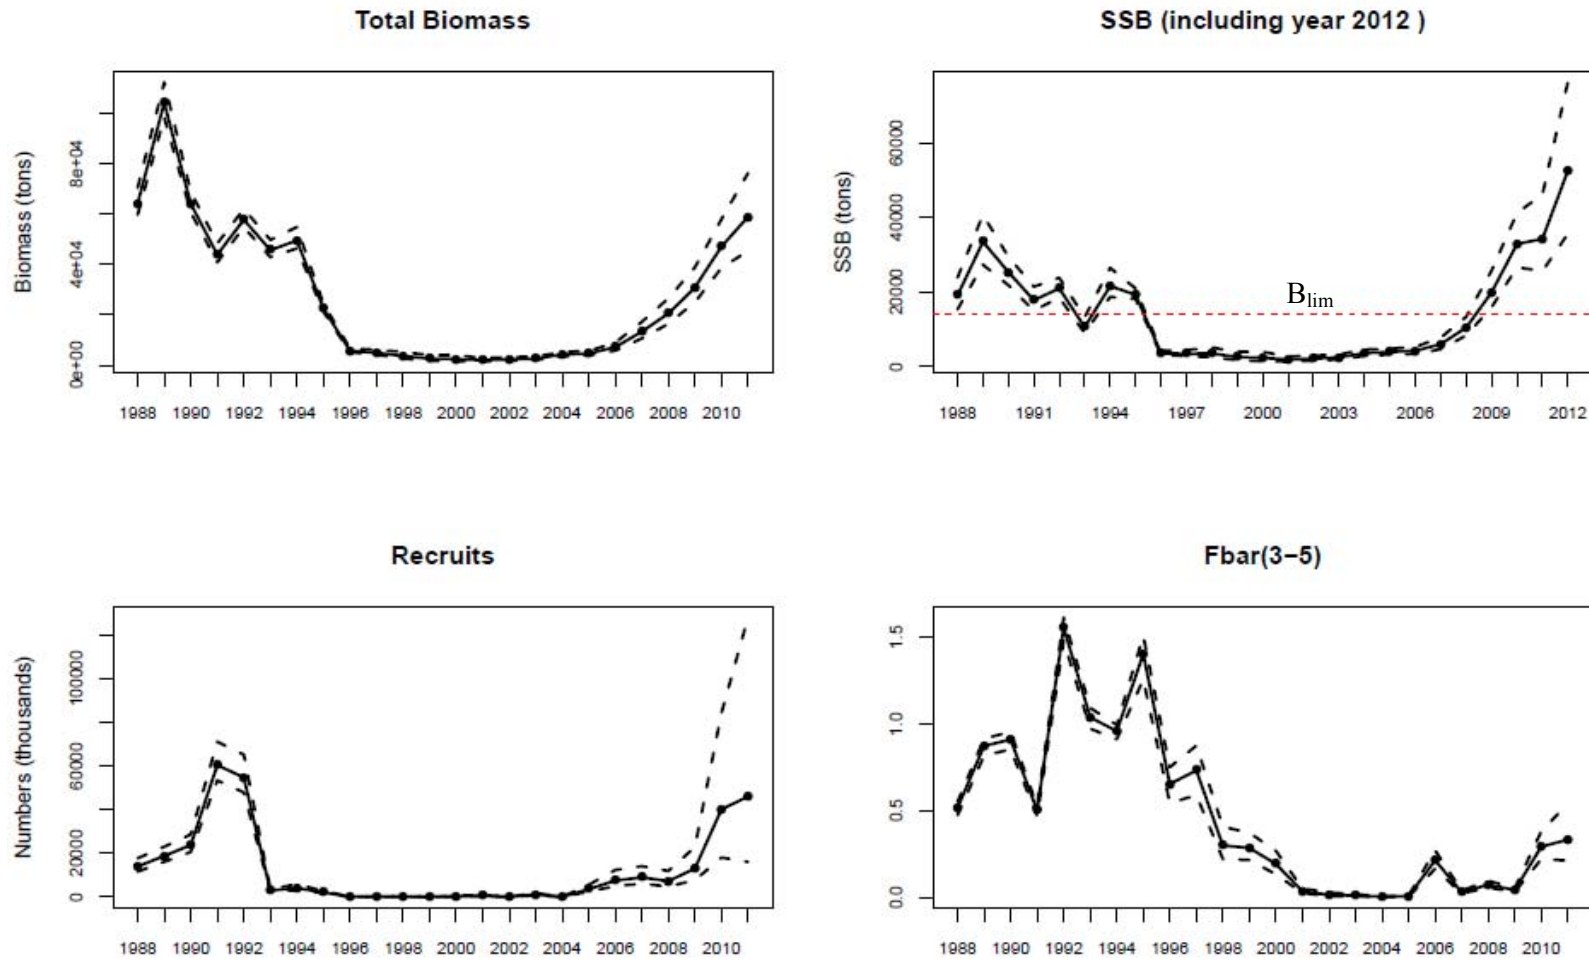 Total Biomass
Biomass (tons)
0e+00 4e+04 8e+04
1988 1990 1992 1994 1996 1998 2000 2002 2004 2006 2008 2010
SSB (including year 2012 )
SSB (tons)
0 20000 40000 60000
B_lim
1988 1991 1994 1997 2000 2003 2006 2009 2012
Recruits
Numbers (thousands)
0 20000 60000 100000
1988 1990 1992 1994 1996 1998 2000 2002 2004 2006 2008 2010
Fbar(3−5)
0.0 0.5 1.0 1.5
1988 1990 1992 1994 1996 1998 2000 2002 2004 2006 2008 2010